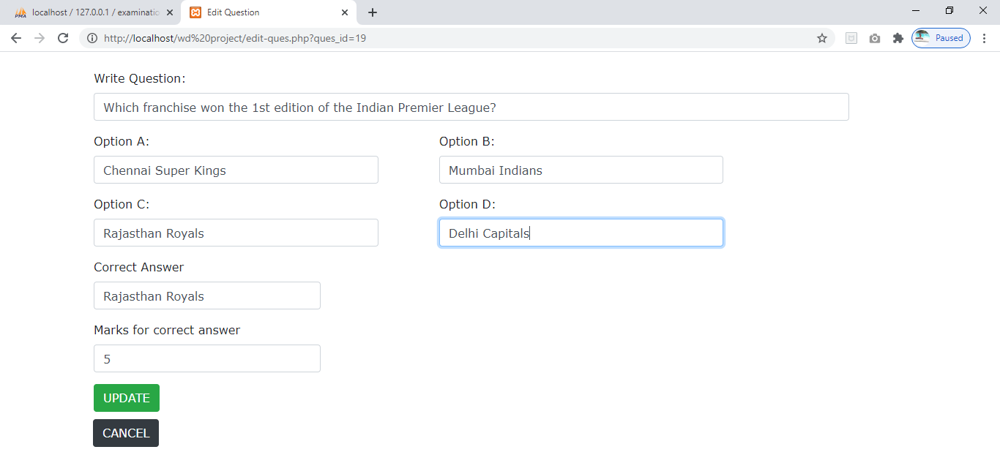 PMA localhost / 127.0.0.1 / examinatio
Edit Question
http://localhost/wd%20project/edit-ques.php?ques_id=19
Paused
Write Question:
Which franchise won the 1st edition of the Indian Premier League?
Option A:
Option B:
Chennai Super Kings
Mumbai Indians
Option C:
Option D:
Rajasthan Royals
Delhi Capitals
Correct Answer
Rajasthan Royals
Marks for correct answer
5
UPDATE
CANCEL